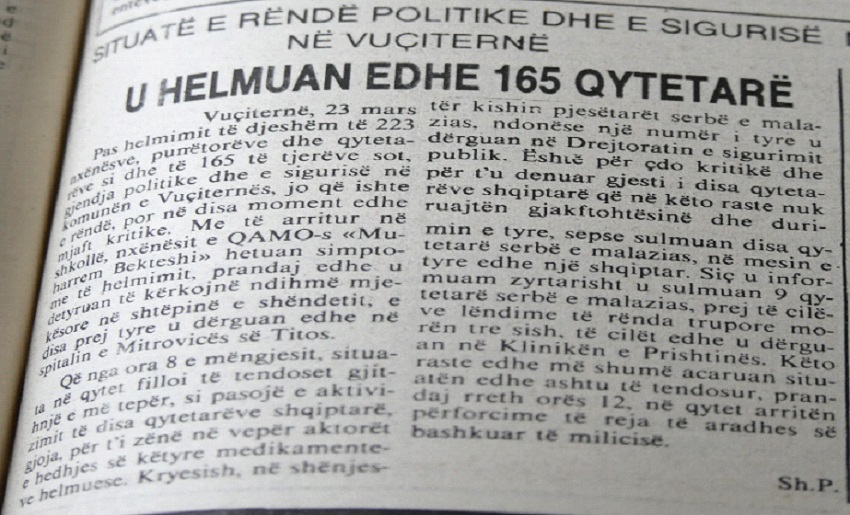 SITUATË E RËNDË POLITIKE DHE E SIGURISË
NË VUÇITERNË
U HELMUAN EDHE 165 QYTETARË
Vuçiternë, 23 mars
Pas helmimit të djeshëm të 223
nxënësve, punëtorëve dhe qyteta-
rëve si dhe të 165 të tjerëve sot,
gjendja politike dhe e sigurisë në
komunën e Vuçiternës, jo që ishte
e rëndë, por në disa moment edhe
mjaft kritike. Me të arritur në
shkollë, nxënësit e QAMO-s «Mu-
harrem Bekteshi» hetuan simpto-
me të helmimit, prandaj edhe u
detyruan të kërkojnë ndihmë mje-
kësore në shtëpinë e shëndetit, e
disa prej tyre u dërguan edhe në
spitalin e Mitrovicës së Titos.
Që nga ora 8 e mëngjesit, situa-
ta në qytet filloi të tendoset gjit-
hnjë e më tepër, si pasojë e aktivi-
zimit të disa qytetarëve shqiptarë,
gjoja, për t'i zënë në vepër aktorët
e hedhjes së këtyre medikamente-
ve helmuese. Kryesish, në shënjes-
tër kishin pjesëtarët serbë e mala-
zias, ndonëse një numër i tyre u
dërguan në Drejtoratin e sigurimit
publik. Është për çdo kritikë dhe
për t'u denuar gjesti i disa qyteta-
rëve shqiptarë që në këto raste nuk
ruajtën gjakftohtësinë dhe duri-
min e tyre, sepse sulmuan disa qy-
tetarë serbë e malazias, në mesin e
tyre edhe një shqiptar. Siç u infor-
muam zyrtarisht u sulmuan 9 qy-
tetarë serbë e malazias, prej të cilë-
ve lëndime të rënda trupore mo-
rën tre sish, të cilët edhe u dërgu-
an në Klinikën e Prishtinës. Këto
raste edhe më shumë acaruan situ-
atën edhe ashtu të tendosur, pran-
daj rreth orës 12, në qytet arritën
përforcime të reja të aradhes së
bashkuar të milicisë.
Sh.P.